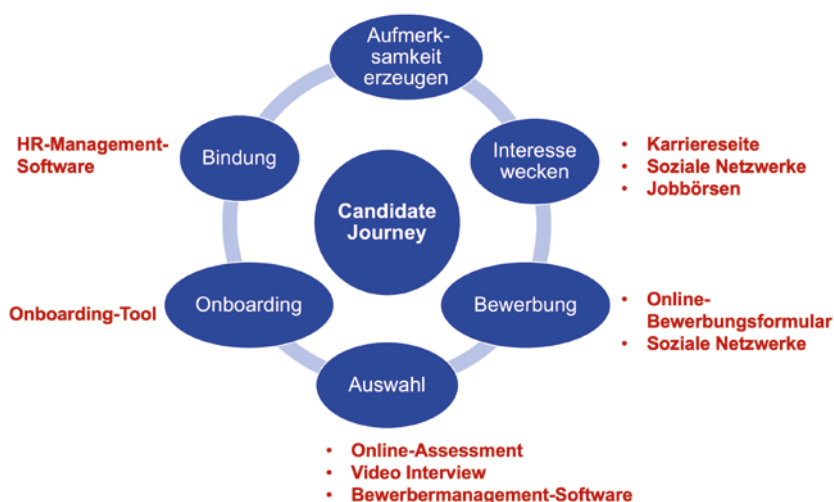 Aufmerk-
samkeit
erzeugen
HR-Management-
Software
Bindung
Interesse
wecken
• Karriereseite
• Soziale Netzwerke
• Jobbörsen
Candidate
Journey
Onboarding-Tool
Onboarding
Bewerbung
• Online-
Bewerbungsformular
• Soziale Netzwerke
Auswahl
• Online-Assessment
• Video Interview
• Bewerbermanagement-Software